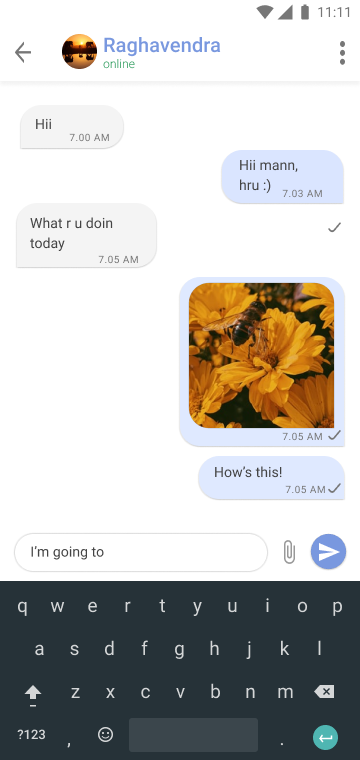 11:11
Raghavendra
online
Hii
7.00 AM
Hii mann,
hru :)
7.03 AM
What r u doin
today
7.05 AM
7.05 AM
How's this!
7.05 AM
I'm going to
q w e r t y u i o p
a s d f g h j k l
z x c v b n m
?123 , .